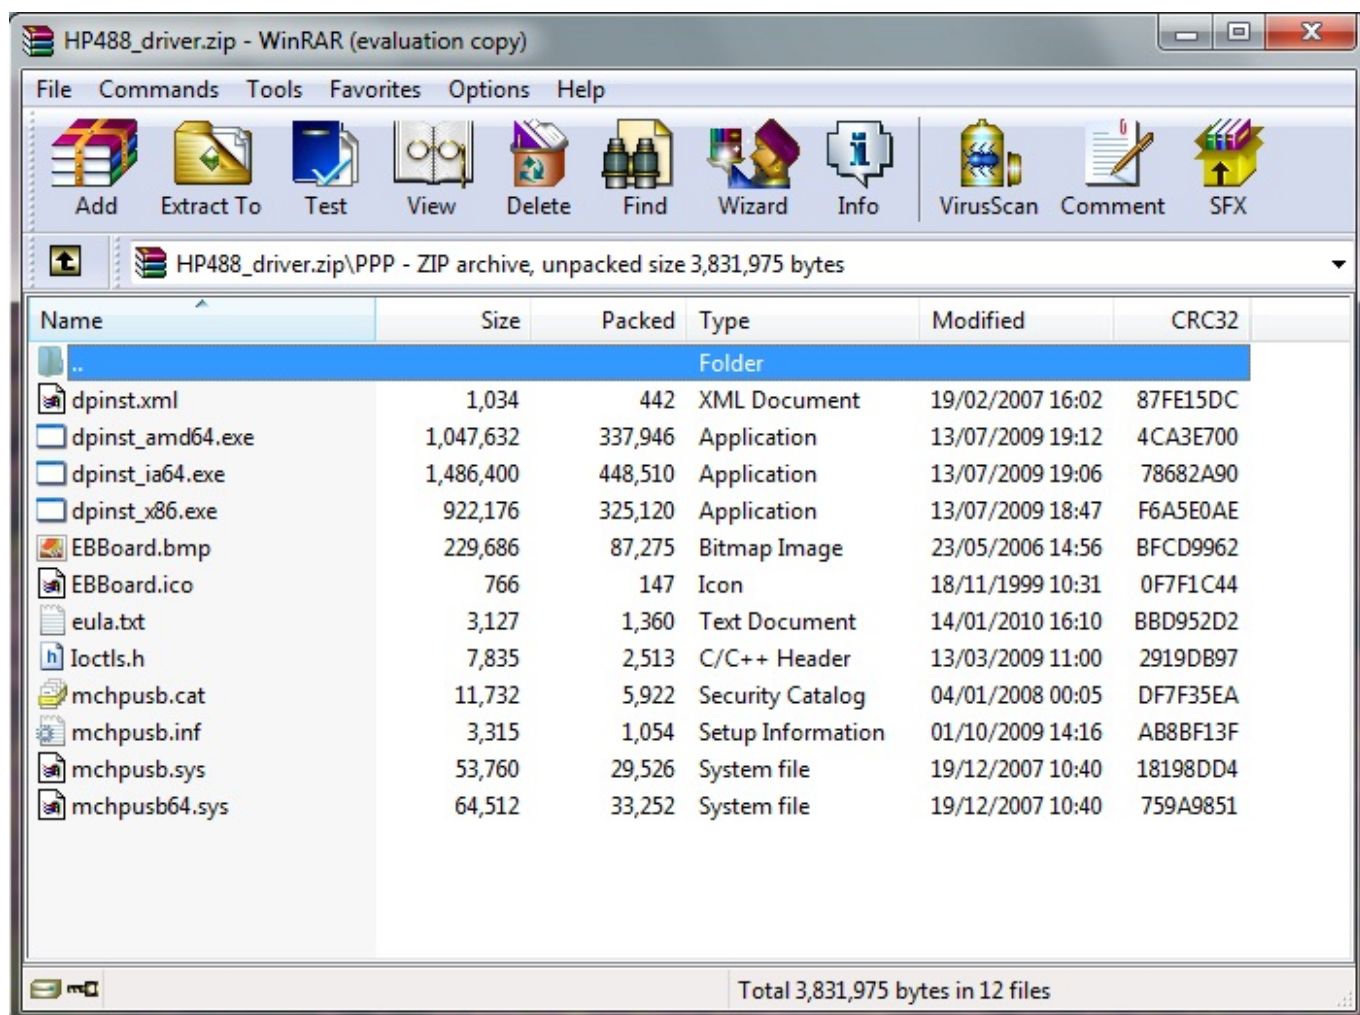 HP488_driver.zip - WinRAR (evaluation copy)
File Commands Tools Favorites Options Help
Add Extract To Test View Delete Find Wizard Info VirusScan Comment SFX
HP488_driver.zip\PPP - ZIP archive, unpacked size 3,831,975 bytes
Name Size Packed Type Modified CRC32
.. Folder
dpinst.xml 1,034 442 XML Document 19/02/2007 16:02 87FE15DC
dpinst_amd64.exe 1,047,632 337,946 Application 13/07/2009 19:12 4CA3E700
dpinst_ia64.exe 1,486,400 448,510 Application 13/07/2009 19:06 78682A90
dpinst_x86.exe 922,176 325,120 Application 13/07/2009 18:47 F6A5E0AE
EBBoard.bmp 229,686 87,275 Bitmap Image 23/05/2006 14:56 BFCD9962
EBBoard.ico 766 147 Icon 18/11/1999 10:31 0F7F1C44
eula.txt 3,127 1,360 Text Document 14/01/2010 16:10 BBD952D2
Ioctls.h 7,835 2,513 C/C++ Header 13/03/2009 11:00 2919DB97
mchpusb.cat 11,732 5,922 Security Catalog 04/01/2008 00:05 DF7F35EA
mchpusb.inf 3,315 1,054 Setup Information 01/10/2009 14:16 AB8BF13F
mchpusb.sys 53,760 29,526 System file 19/12/2007 10:40 18198DD4
mchpusb64.sys 64,512 33,252 System file 19/12/2007 10:40 759A9851
Total 3,831,975 bytes in 12 files